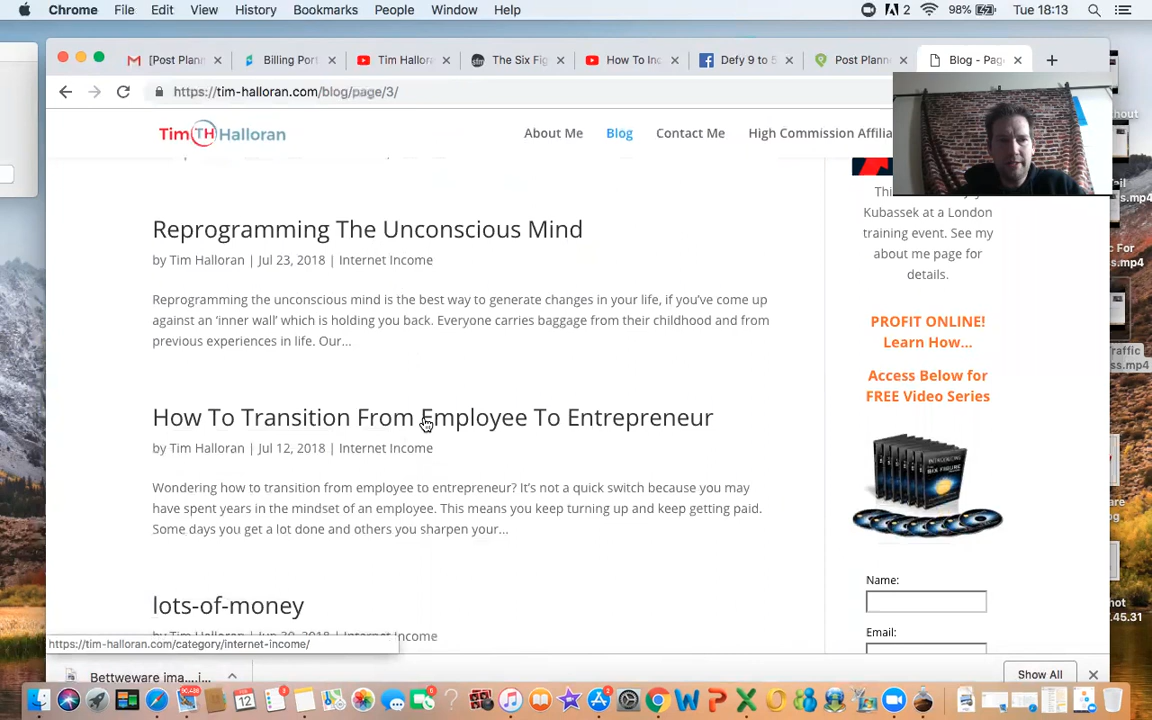 Chrome File Edit View History Bookmarks People Window Help 2 98% Tue 18:13
[Post Plann Billing Port Tim Hallora The Six Fig How To Inc Defy 9 to 5 Post Plann Blog - Pag
https://tim-halloran.com/blog/page/3/
Tim TH Halloran About Me Blog Contact Me High Commission Affilia
Reprogramming The Unconscious Mind
by Tim Halloran | Jul 23, 2018 | Internet Income
Reprogramming the unconscious mind is the best way to generate changes in your life, if you’ve come up
against an ‘inner wall’ which is holding you back. Everyone carries baggage from their childhood and from
previous experiences in life. Our...
How To Transition From Employee To Entrepreneur
by Tim Halloran | Jul 12, 2018 | Internet Income
Wondering how to transition from employee to entrepreneur? It’s not a quick switch because you may
have spent years in the mindset of an employee. This means you keep turning up and keep getting paid.
Some days you get a lot done and others you sharpen your...
lots-of-money
by Tim Halloran | Jun 30, 2018 | Internet Income
Kubassek at a London
training event. See my
about me page for
details.
PROFIT ONLINE!
Learn How...
Access Below for
FREE Video Series
Name:
Email:
https://tim-halloran.com/category/internet-income/
Bettweware ima....i...
Show All